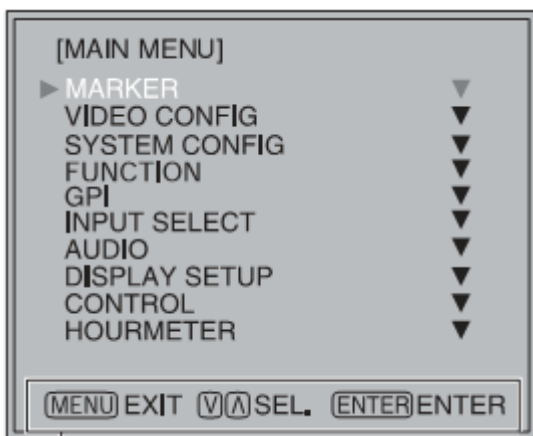 [MAIN MENU]
▶ MARKER ▼
VIDEO CONFIG ▼
SYSTEM CONFIG ▼
FUNCTION ▼
GPI ▼
INPUT SELECT ▼
AUDIO ▼
DISPLAY SETUP ▼
CONTROL ▼
HOURMETER ▼
MENU EXIT ∨ ∧ SEL. ENTER ENTER